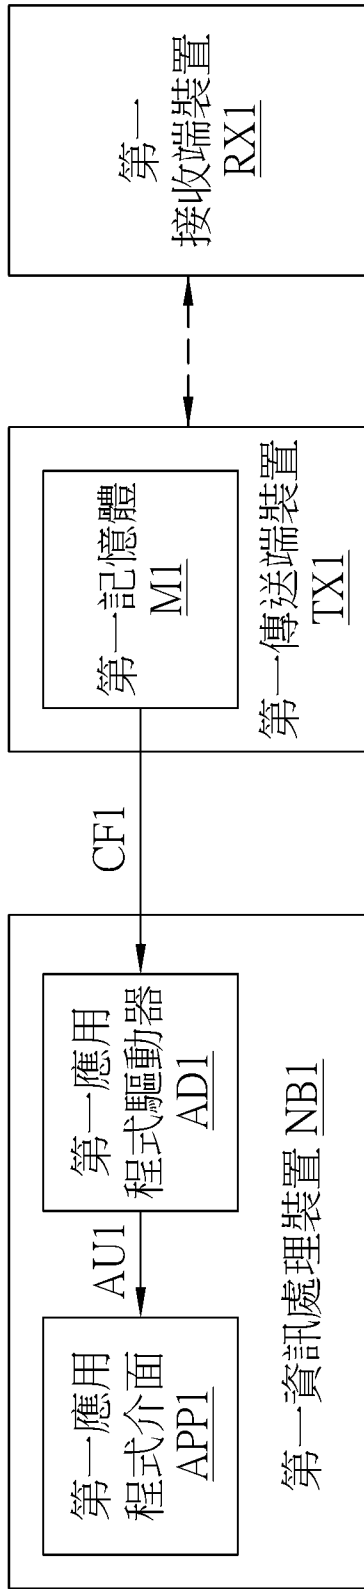 第一應用
程式介面
APP1
AU1
第一應用
程式驅動器
AD1
第一資訊處理裝置 NB1
CF1
第一記憶體
M1
第一傳送端裝置
TX1
第一
接收端裝置
RX1